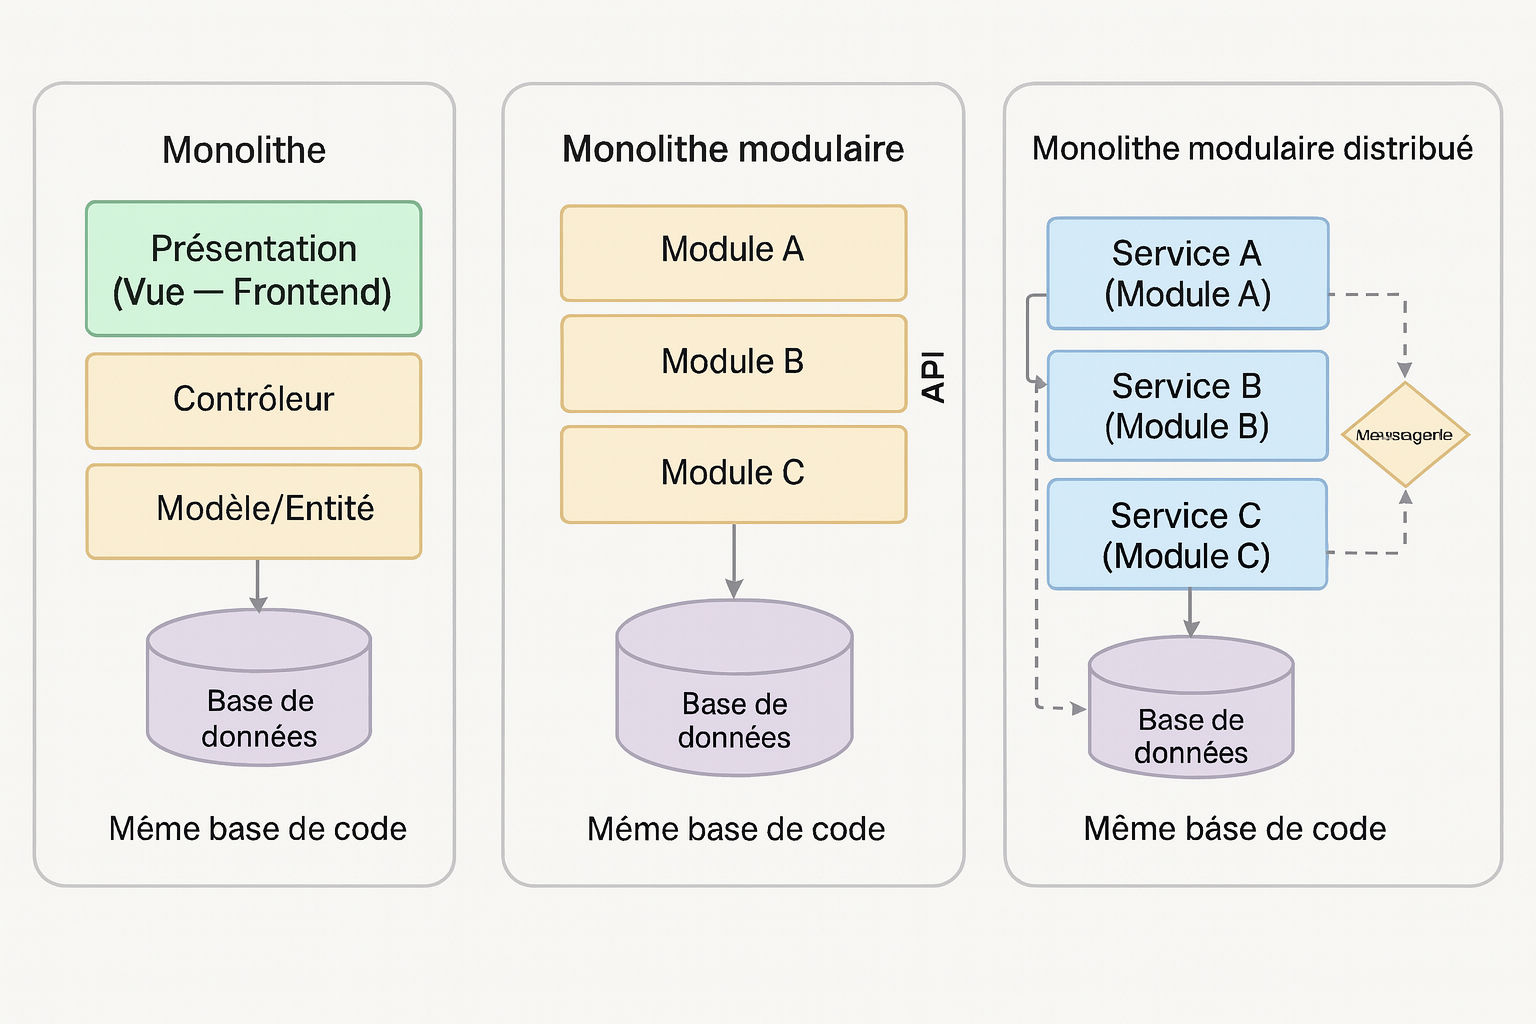 Monolithe
Présentation
(Vue — Frontend)
Contrôleur
Modèle/Entité
Base de
données
Méme base de code
Monolithe modulaire
Module A
Module B
Module C
API
Base de
données
Méme base de code
Monolithe modulaire distribué
Service A
(Module A)
Service B
(Module B)
Service C
(Module C)
Base de
données
Même báse de code